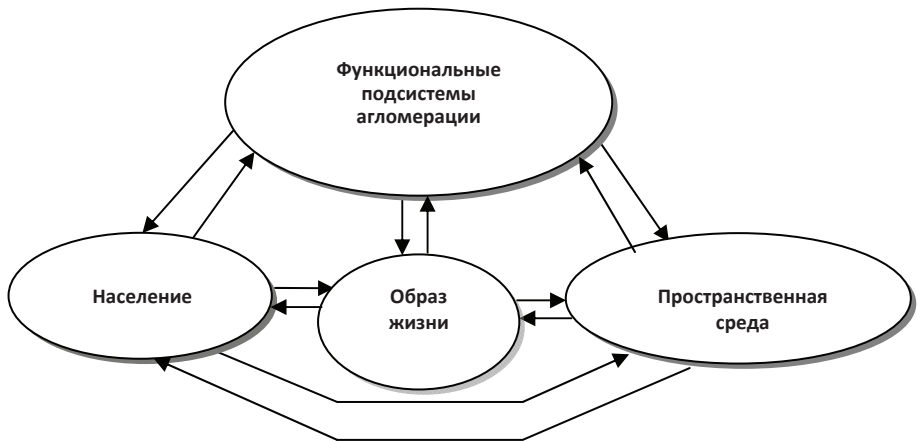 Функциональные
подсистемы
агломерации
Население
Образ
жизни
Пространственная
среда